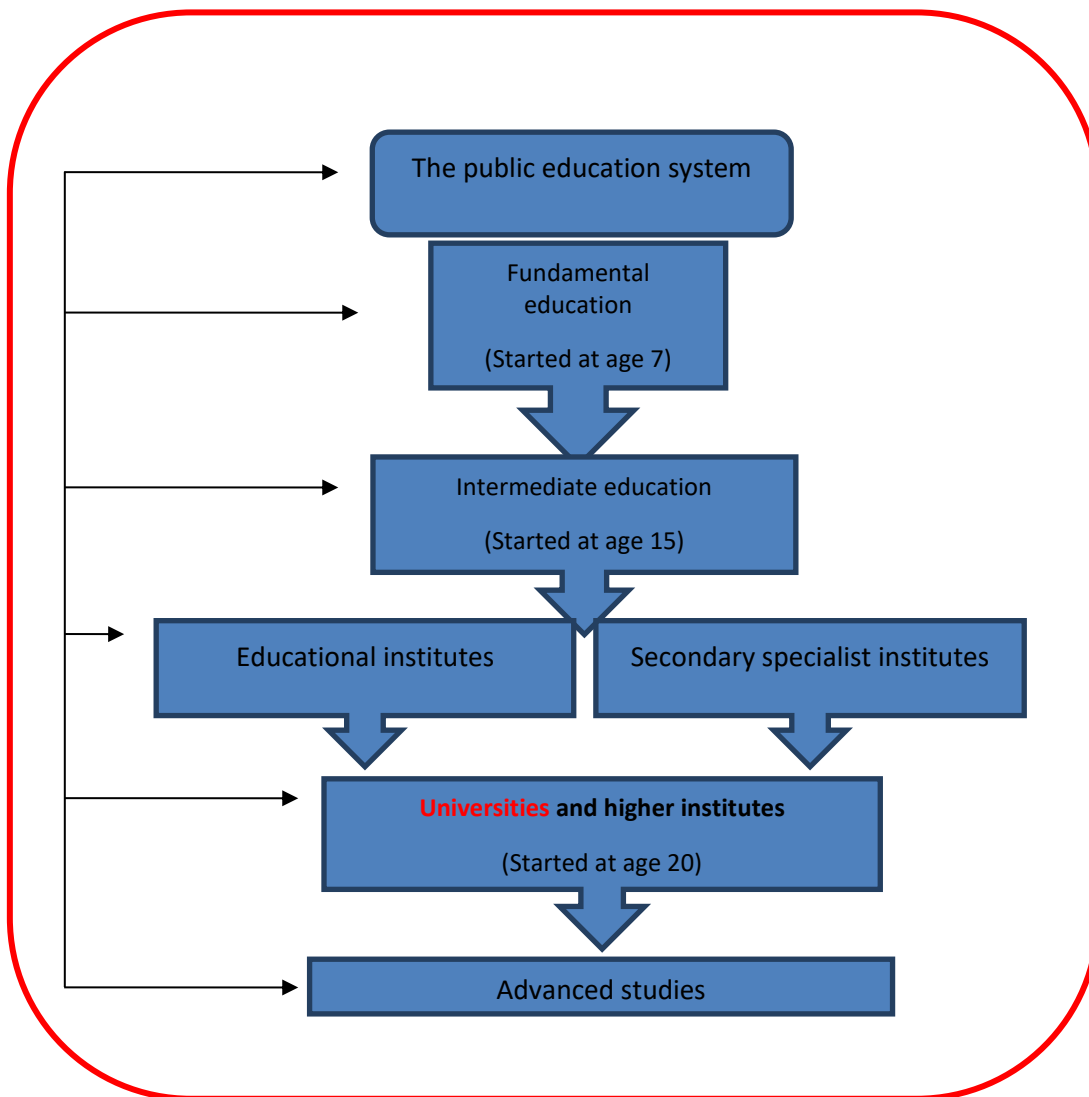 The public education system
Fundamental
education
(Started at age 7)
Intermediate education
(Started at age 15)
Educational institutes
Secondary specialist institutes
Universities and higher institutes
(Started at age 20)
Advanced studies